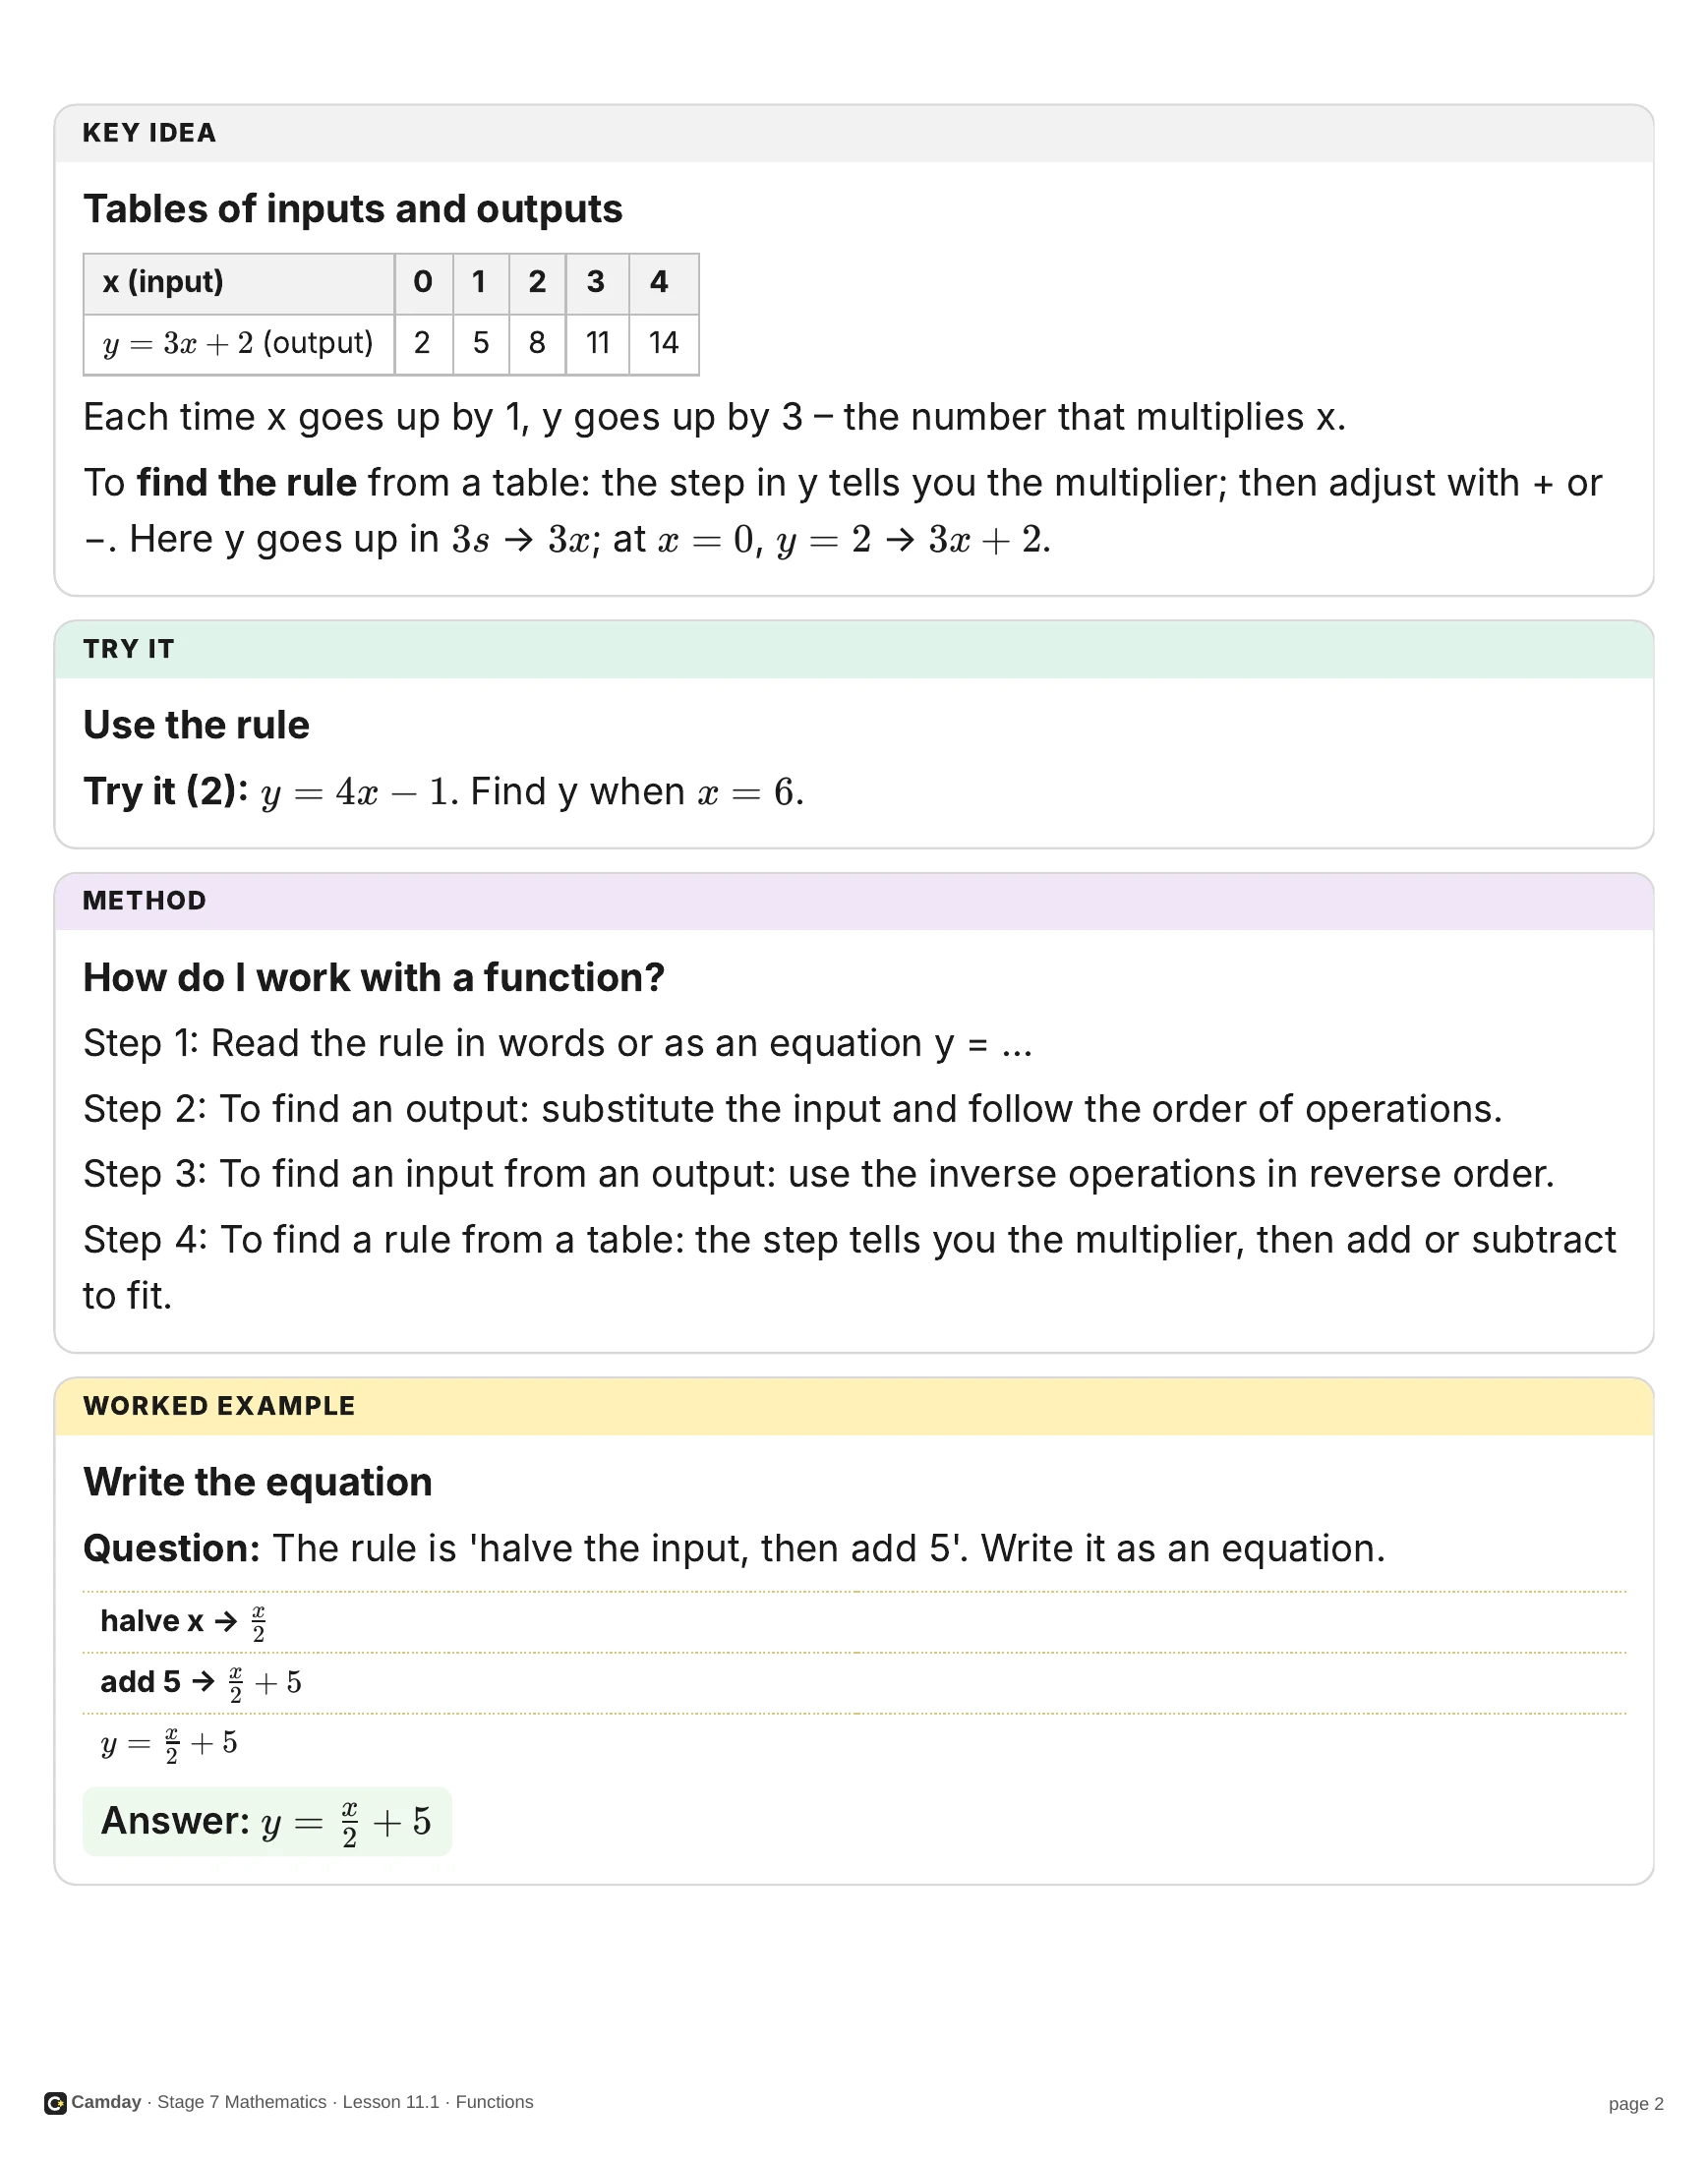 KEY IDEA
Tables of inputs and outputs
x (input) 0 1 2 3 4
y = 3x + 2 (output) 2 5 8 11 14
Each time x goes up by 1, y goes up by 3 – the number that multiplies x.
To find the rule from a table: the step in y tells you the multiplier; then adjust with + or
−. Here y goes up in 3s → 3x; at x = 0, y = 2 → 3x + 2.
TRY IT
Use the rule
Try it (2): y = 4x − 1. Find y when x = 6.
METHOD
How do I work with a function?
Step 1: Read the rule in words or as an equation y = ...
Step 2: To find an output: substitute the input and follow the order of operations.
Step 3: To find an input from an output: use the inverse operations in reverse order.
Step 4: To find a rule from a table: the step tells you the multiplier, then add or subtract
to fit.
WORKED EXAMPLE
Write the equation
Question: The rule is 'halve the input, then add 5'. Write it as an equation.
halve x → x/2
add 5 → x/2 + 5
y = x/2 + 5
Answer: y = x/2 + 5
Camday · Stage 7 Mathematics · Lesson 11.1 · Functions
page 2